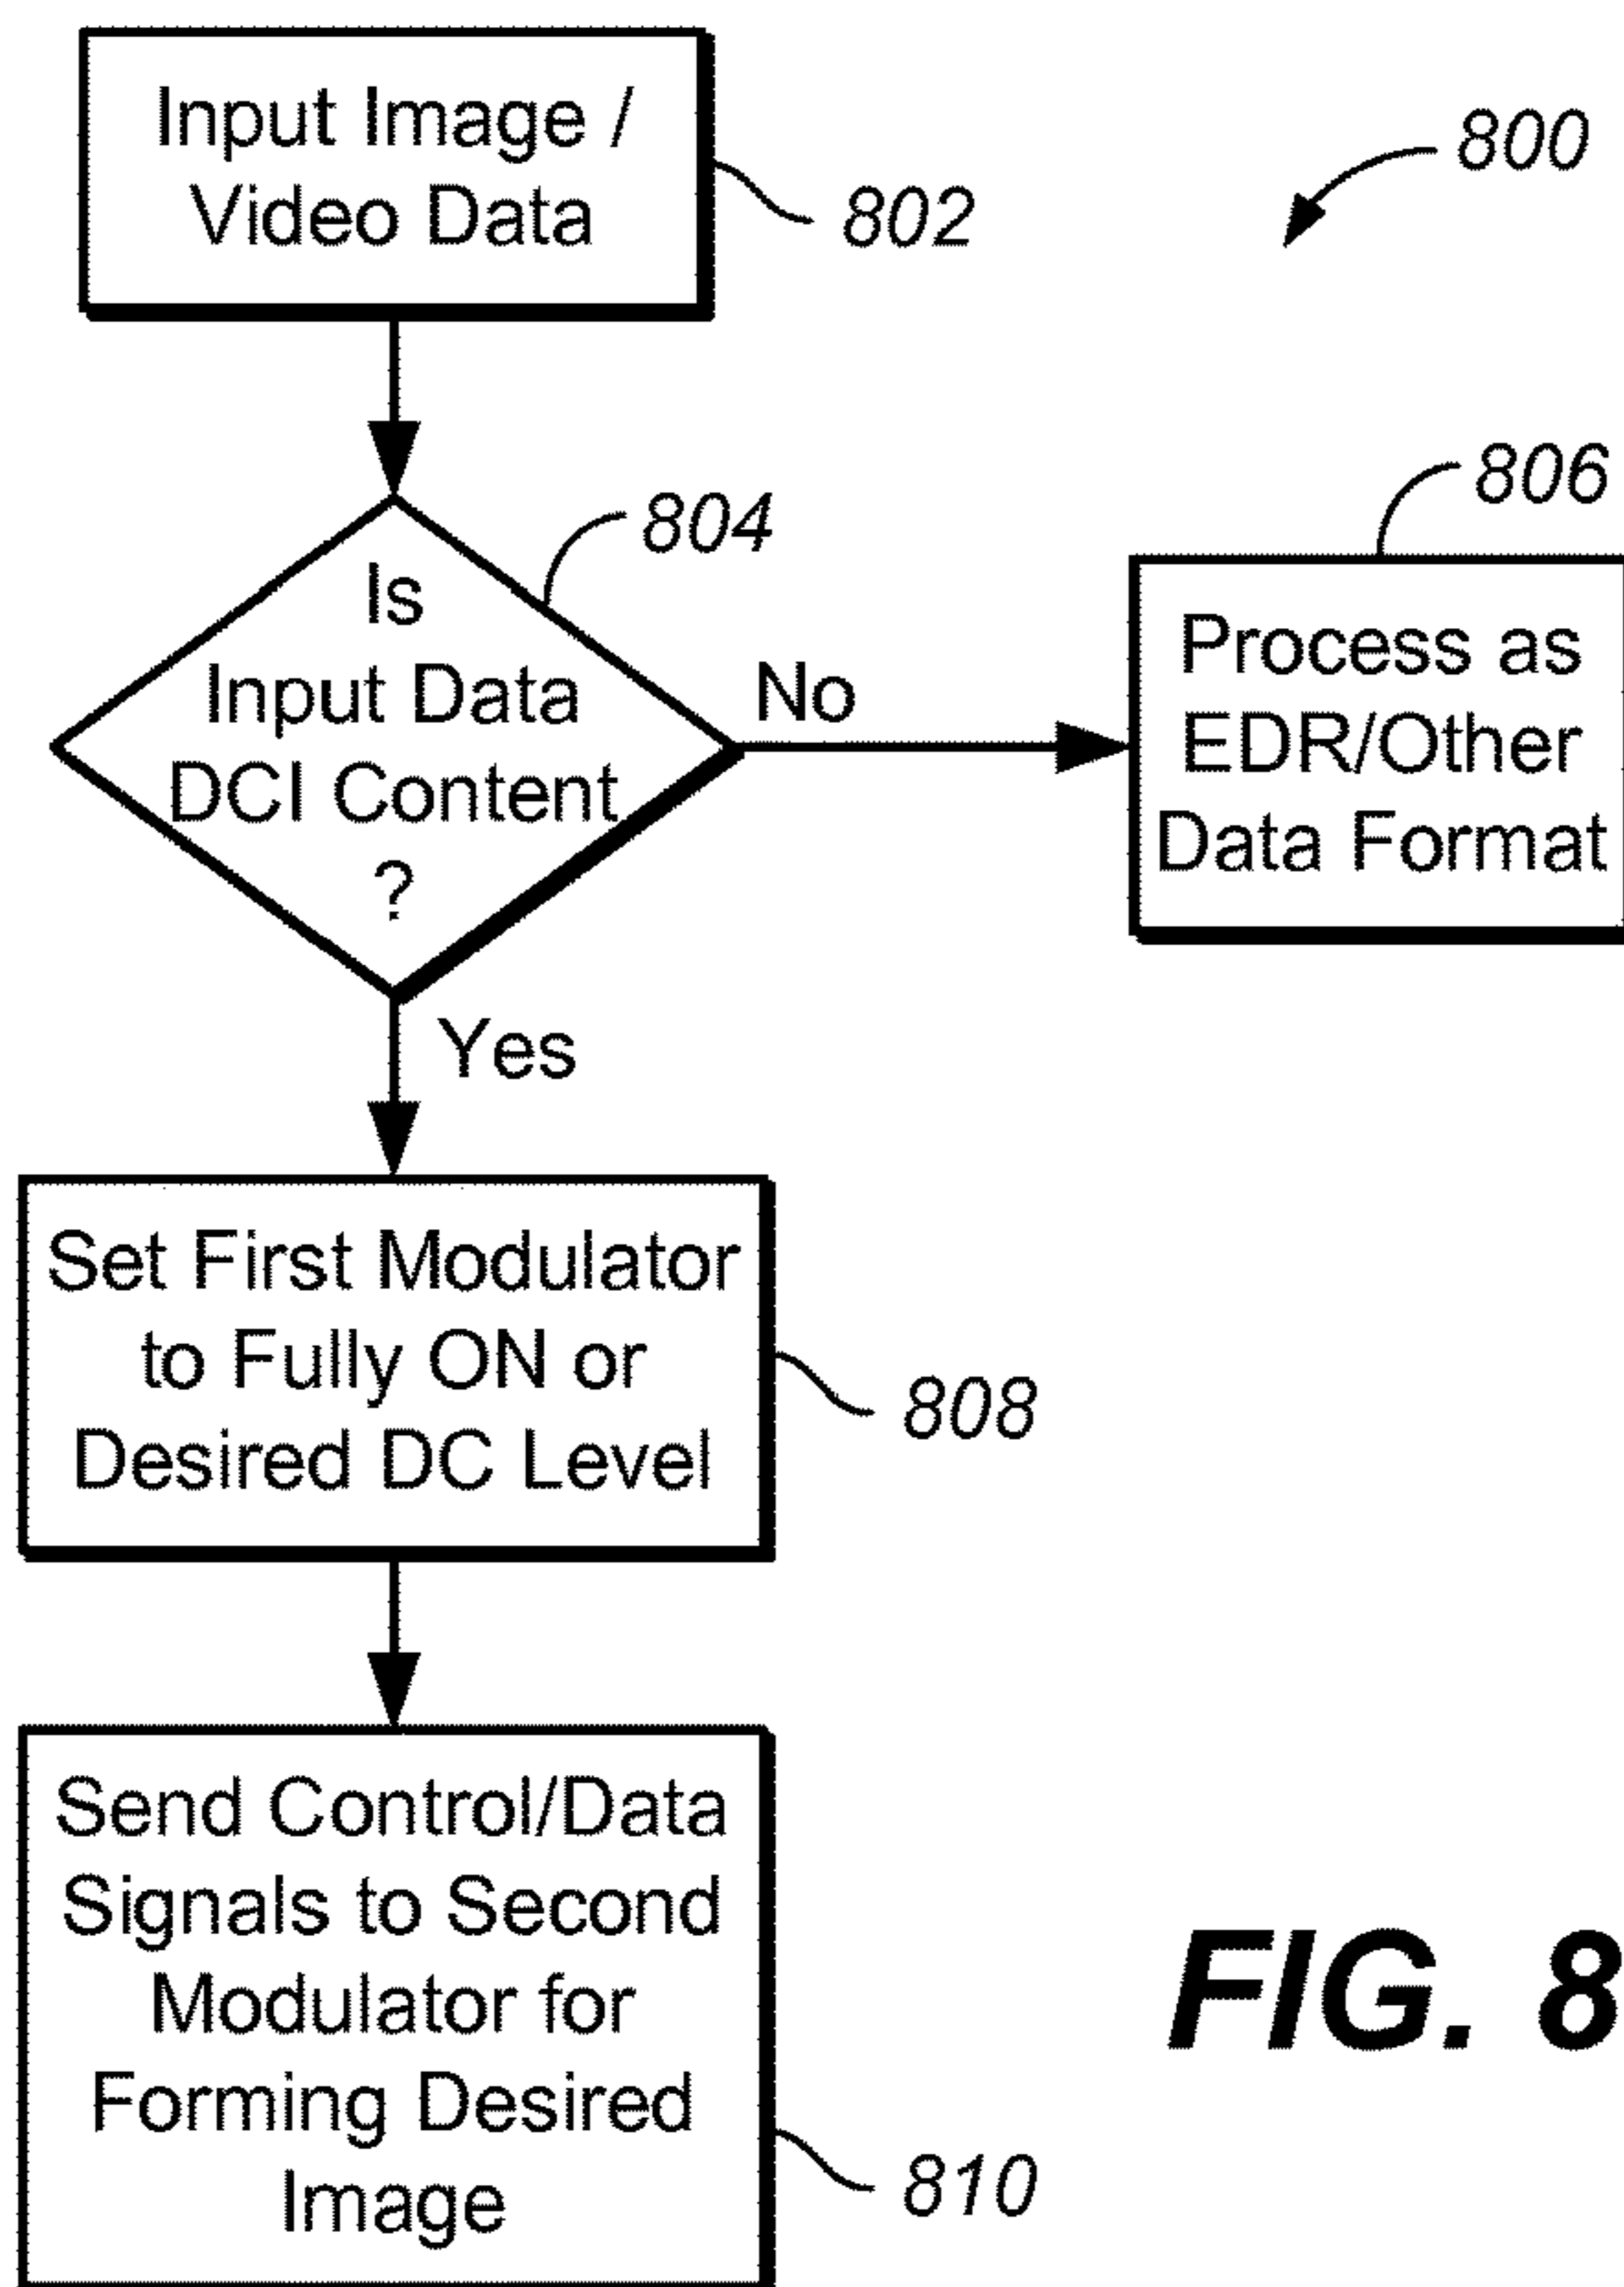 Input Image /
Video Data
802
800
804
Is
Input Data
DCI Content
?
No
806
Process as
EDR/Other
Data Format
Yes
Set First Modulator
to Fully ON or
Desired DC Level
808
Send Control/Data
Signals to Second
Modulator for
Forming Desired
Image
810
FIG. 8